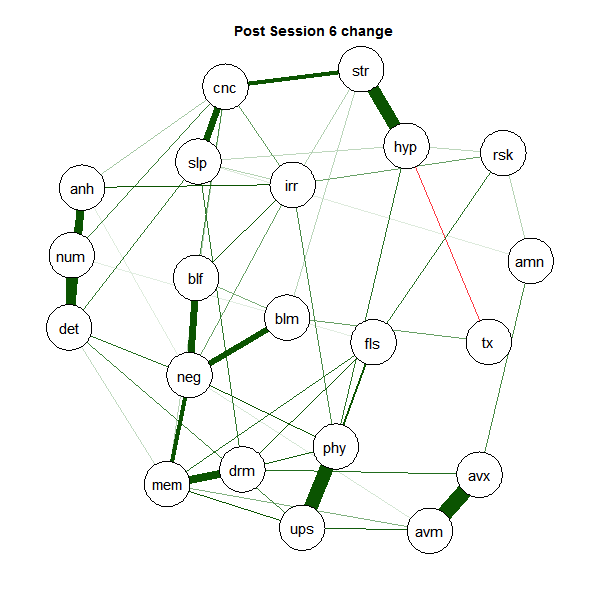 Post Session 6 change
str
cnc
hyp
rsk
slp
irr
anh
num
amn
blf
blm
det
fls
tx
neg
phy
drm
avx
mem
ups
avm